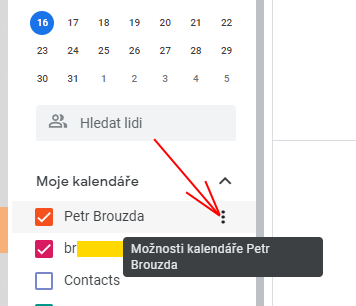 16 17 18 19 20 21 22
23 24 25 26 27 28 29
30 31 1 2 3 4 5
Hledat lidi
Moje kalendáře
Petr Brouzda
br
Možnosti kalendáře Petr
Brouzda
Contacts